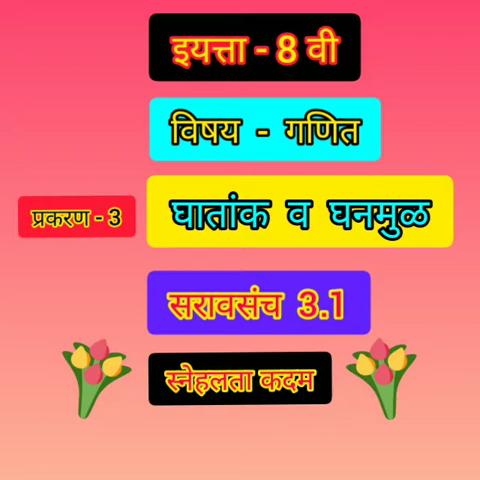 इयत्ता - 8 वी
विषय - गणित
प्रकरण - 3
घातांक व घनमुळ
सरावसंच 3.1
स्नेहलता कदम